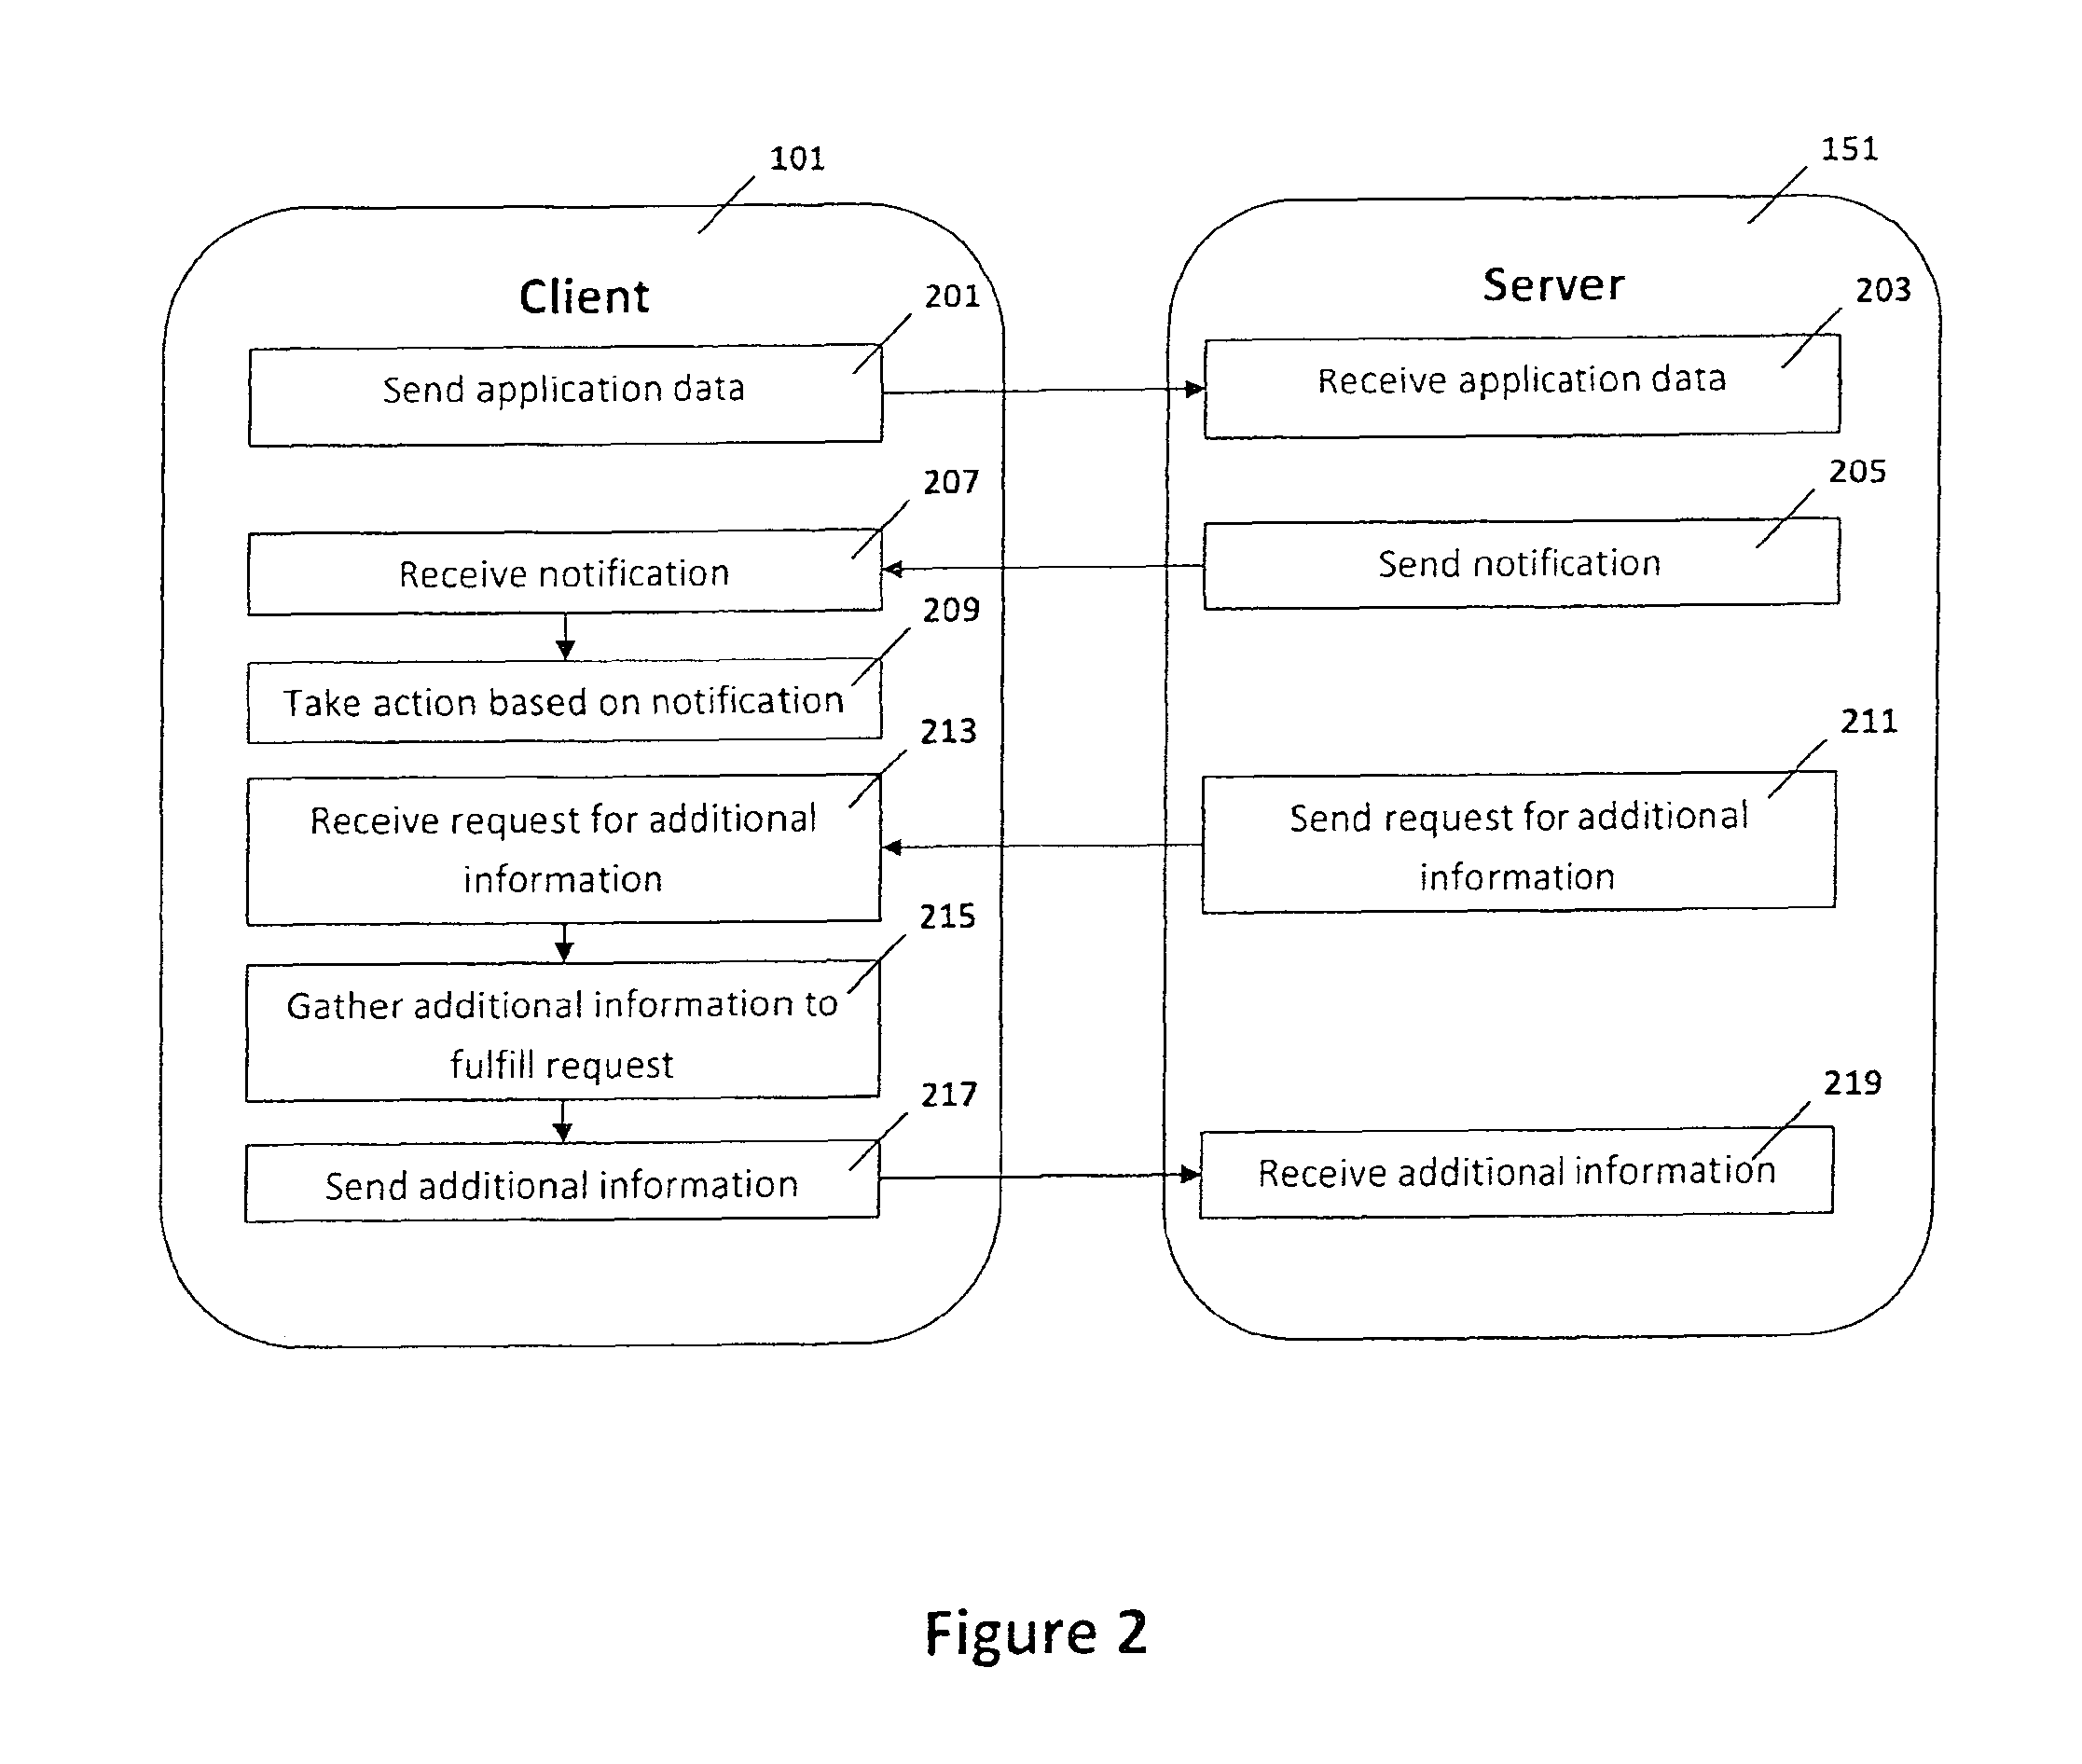 101
151
Client
Server
201
203
Send application data
Receive application data
207
205
Receive notification
Send notification
209
Take action based on notification
213
211
Receive request for additional
information
Send request for additional
information
215
Gather additional information to
fulfill request
217
219
Send additional information
Receive additional information
Figure 2